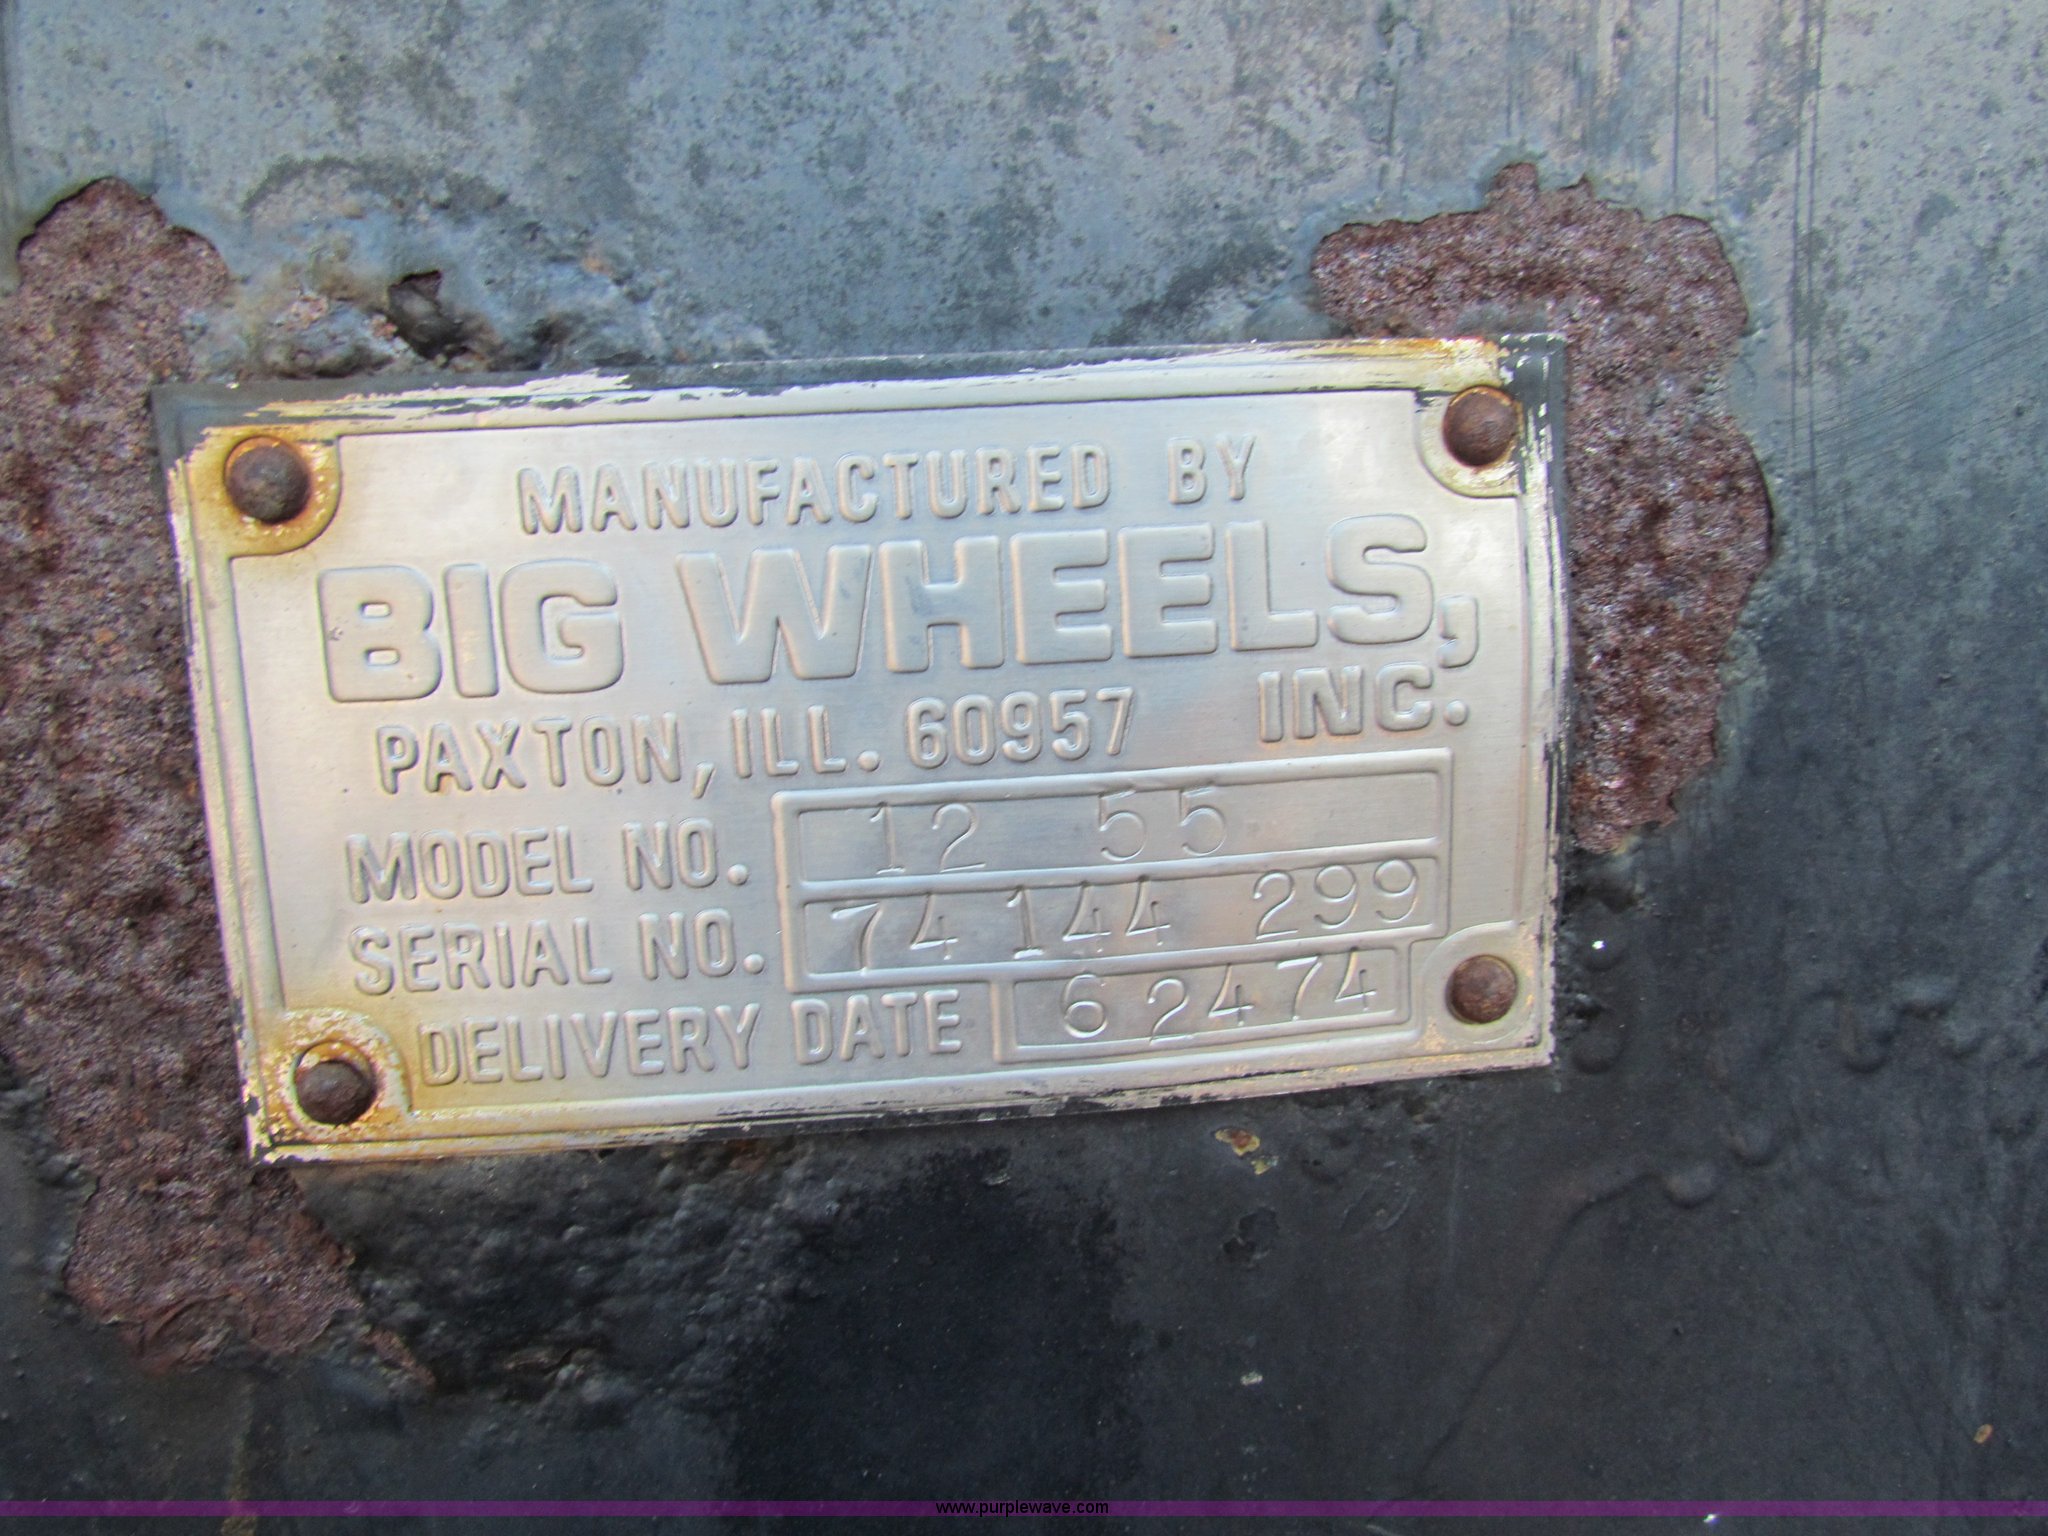 MANUFACTURED BY
BIG WHEELS,
INC.
PAXTON, ILL. 60957
MODEL NO. 12 55
SERIAL NO. 74 144 299
DELIVERY DATE 6 24 74
www.purplewave.com